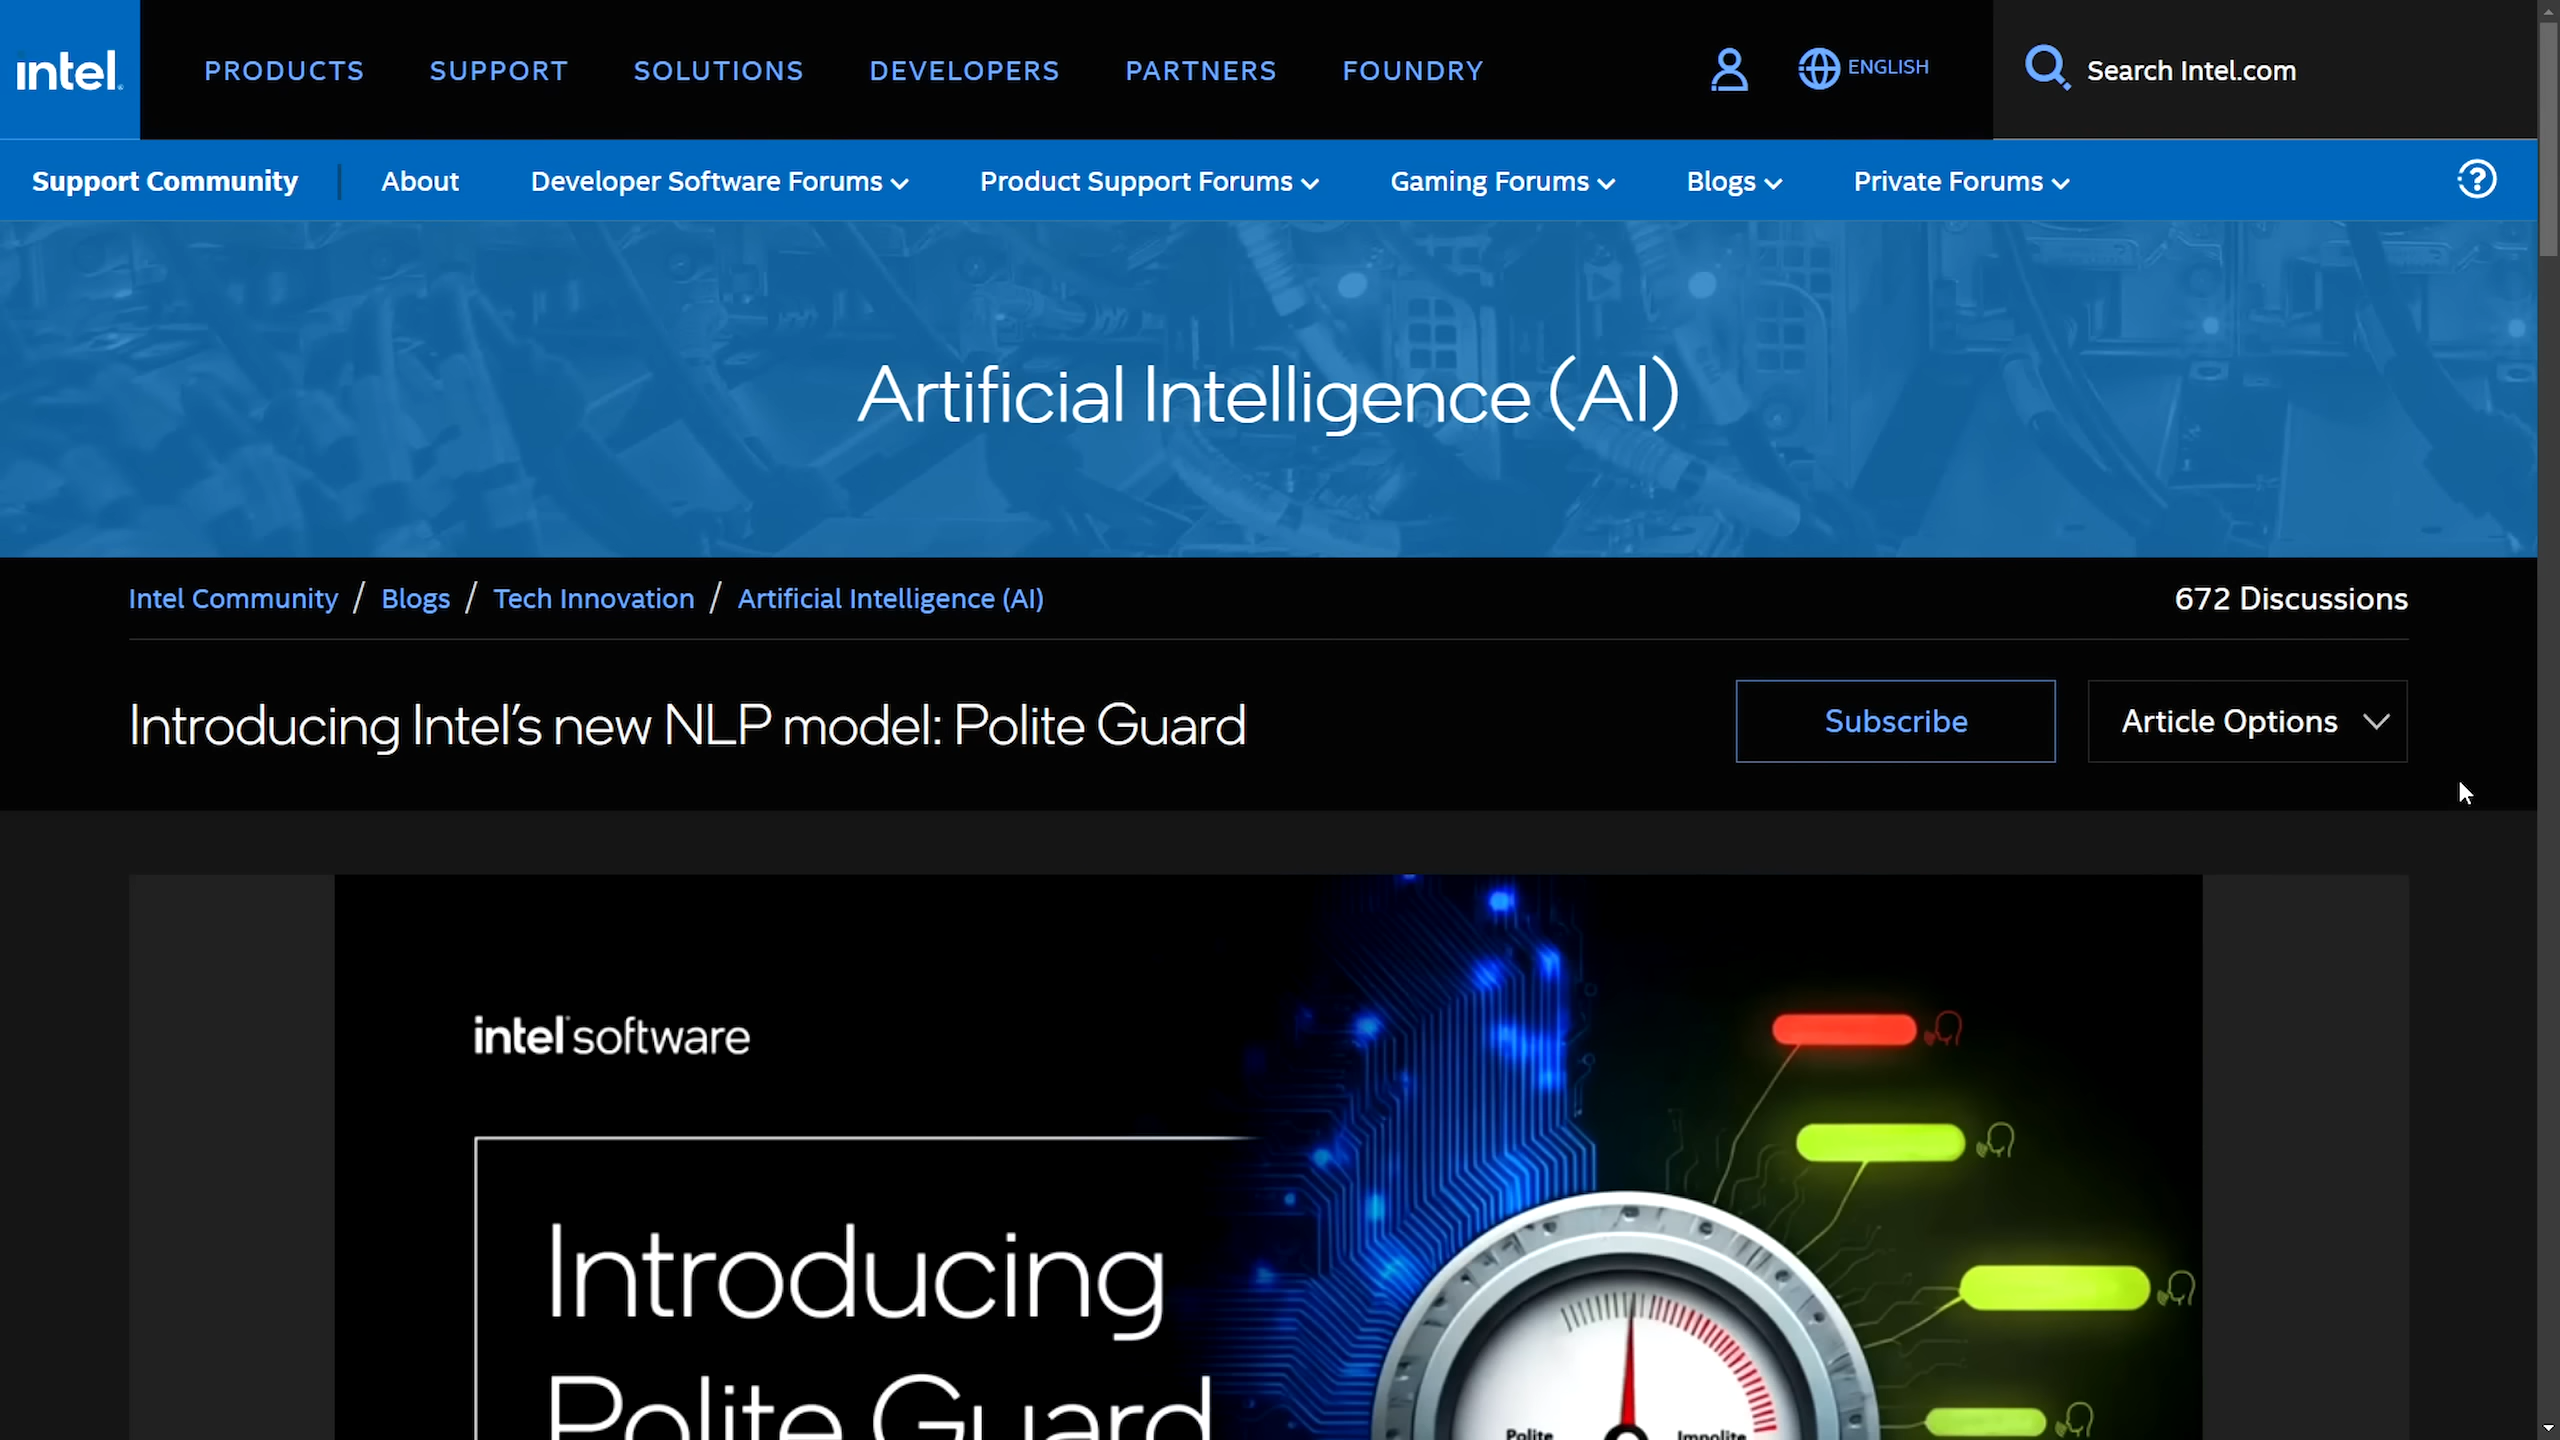 intel.
PRODUCTS SUPPORT SOLUTIONS DEVELOPERS PARTNERS FOUNDRY ENGLISH Search Intel.com
Support Community About Developer Software Forums Product Support Forums Gaming Forums Blogs Private Forums
Artificial Intelligence (AI)
Intel Community / Blogs / Tech Innovation / Artificial Intelligence (AI) 672 Discussions
Introducing Intel's new NLP model: Polite Guard Subscribe Article Options
intel software
Introducing
Polite Guard
Polite Impolite